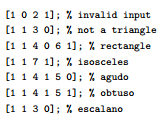 [1 0 2 1]; % invalid input
[1 1 3 0]; % not a triangle
[1 1 4 0 6 1]; % rectangle
[1 1 7 1]; % isosceles
[1 1 4 1 5 0]; % agudo
[1 1 4 1 5 1]; % obtuso
[1 1 3 0]; % escalano